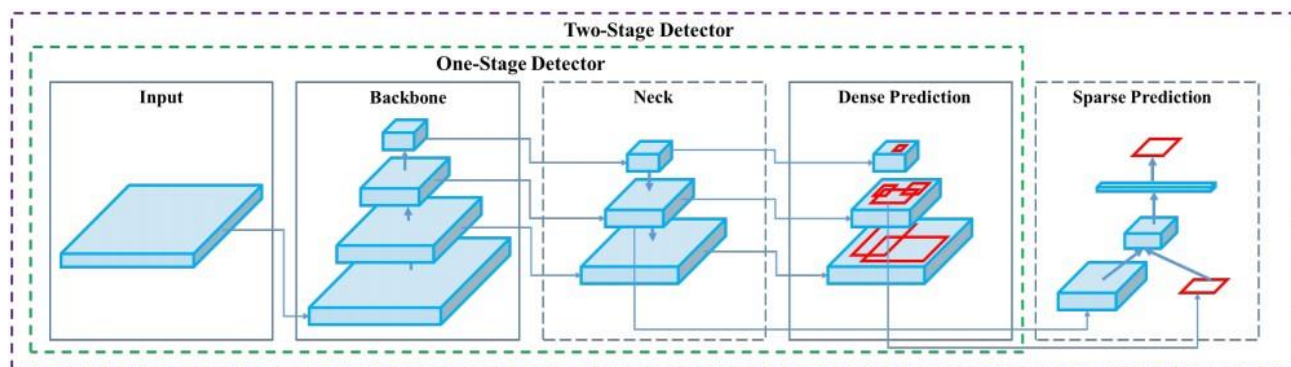 Two-Stage Detector
One-Stage Detector
Input
Backbone
Neck
Dense Prediction
Sparse Prediction